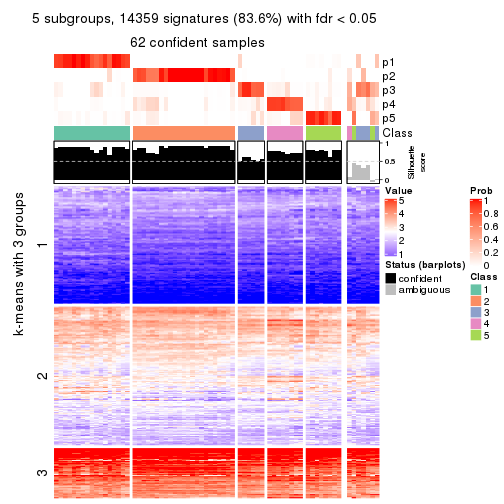 5 subgroups, 14359 signatures (83.6%) with fdr < 0.05
62 confident samples
p1
p2
p3
p4
p5
Class
1
0.5
0
Silhouette
score
k-means with 3 groups
1
2
3
Value
5
4
3
2
1
Status (barplots)
confident
ambiguous
Prob
1
0.8
0.6
0.4
0.2
0
Class
1
2
3
4
5